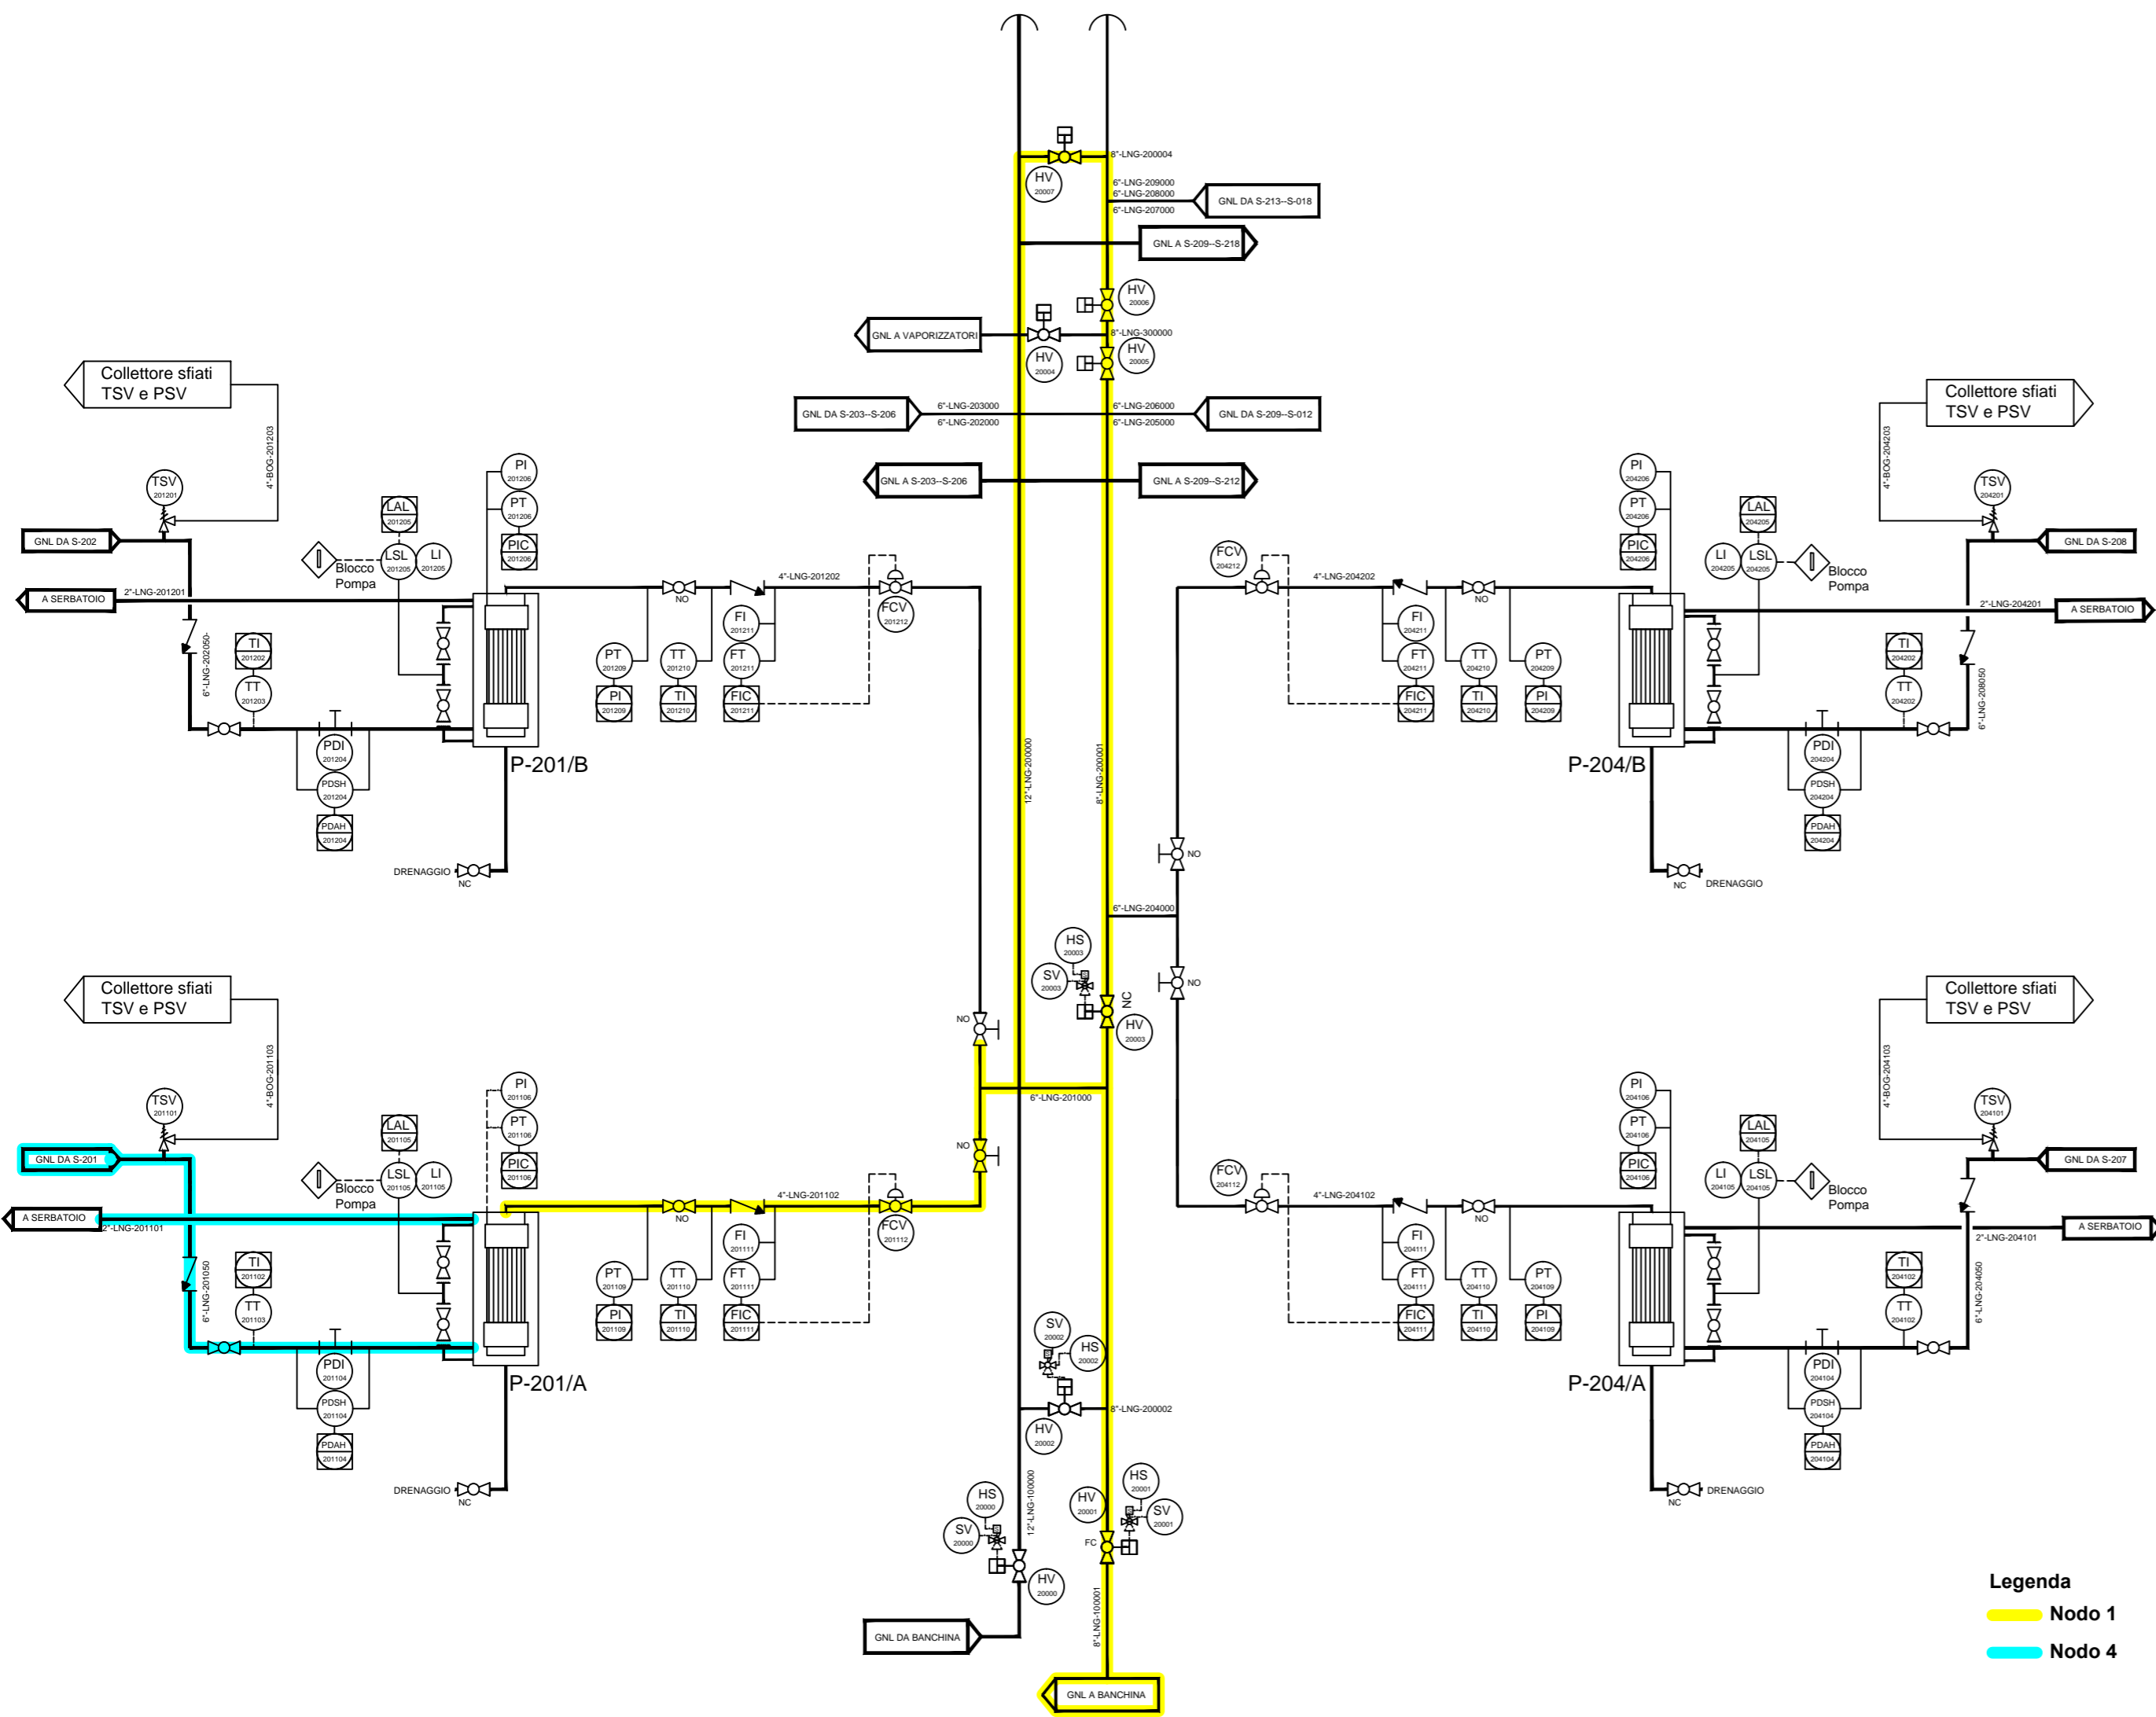 8"-LNG-200004
HV
20007
6"-LNG-209000
6"-LNG-208000
6"-LNG-207000
GNL DA S-213--S-018
GNL A S-209--S-218
HV
20006
GNL A VAPORIZZATORI
8"-LNG-300000
HV
20004
HV
20005
GNL DA S-203--S-206
6"-LNG-203000
6"-LNG-202000
6"-LNG-206000
6"-LNG-205000
GNL DA S-209--S-012
GNL A S-203--S-206
GNL A S-209--S-212
12"-LNG-200000
8"-LNG-200001
Collettore sfiati
TSV e PSV
4"-BOG-201203
TSV
201201
GNL DA S-202
A SERBATOIO
2"-LNG-201201
6"-LNG-202050-
TI
201202
TT
201203
PDI
201204
PDSH
201204
PDAH
201204
LAL
201205
LSL
201205
LI
201205
Blocco
Pompa
PI
201206
PT
201206
PIC
201206
P-201/B
DRENAGGIO
NC
NO
4"-LNG-201202
PT
201209
PI
201209
TT
201210
TI
201210
FI
201211
FT
201211
FIC
201211
FCV
201212
FCV
204212
4"-LNG-204202
NO
FI
204211
FT
204211
FIC
204211
TT
204210
TI
204210
PT
204209
PI
204209
PI
204206
PT
204206
PIC
204206
LAL
204205
LI
204205
LSL
204205
Blocco
Pompa
Collettore sfiati
TSV e PSV
4"-BOG-204203
TSV
204201
GNL DA S-208
2"-LNG-204201
A SERBATOIO
TI
204202
TT
204202
6"-LNG-208050
PDI
204204
PDSH
204204
PDAH
204204
P-204/B
NC
DRENAGGIO
NO
6"-LNG-204000
NO
HS
20003
SV
20003
NC
HV
20003
NO
6"-LNG-201000
NO
Collettore sfiati
TSV e PSV
4"-BOG-201103
TSV
201101
GNL DA S-201
A SERBATOIO
2"-LNG-201101
6"-LNG-201050
TI
201102
TT
201103
PDI
201104
PDSH
201104
PDAH
201104
LAL
201105
LSL
201105
LI
201105
Blocco
Pompa
PI
201106
PT
201106
PIC
201106
P-201/A
DRENAGGIO
NC
NO
4"-LNG-201102
PT
201109
PI
201109
TT
201110
TI
201110
FI
201111
FT
201111
FIC
201111
FCV
201112
FCV
204112
4"-LNG-204102
NO
FI
204111
FT
204111
FIC
204111
TT
204110
TI
204110
PT
204109
PI
204109
PI
204106
PT
204106
PIC
204106
LAL
204105
LI
204105
LSL
204105
Blocco
Pompa
Collettore sfiati
TSV e PSV
4"-BOG-204103
TSV
204101
GNL DA S-207
A SERBATOIO
2"-LNG-204101
TI
204102
TT
204102
6"-LNG-204050
PDI
204104
PDSH
204104
PDAH
204104
P-204/A
NC
DRENAGGIO
SV
20002
HS
20002
HV
20002
8"-LNG-200002
HS
20000
SV
20000
12"-LNG-100000
HV
20000
HV
20001
HS
20001
SV
20001
FC
8"-LNG-100001
GNL DA BANCHINA
GNL A BANCHINA
Legenda
Nodo 1
Nodo 4